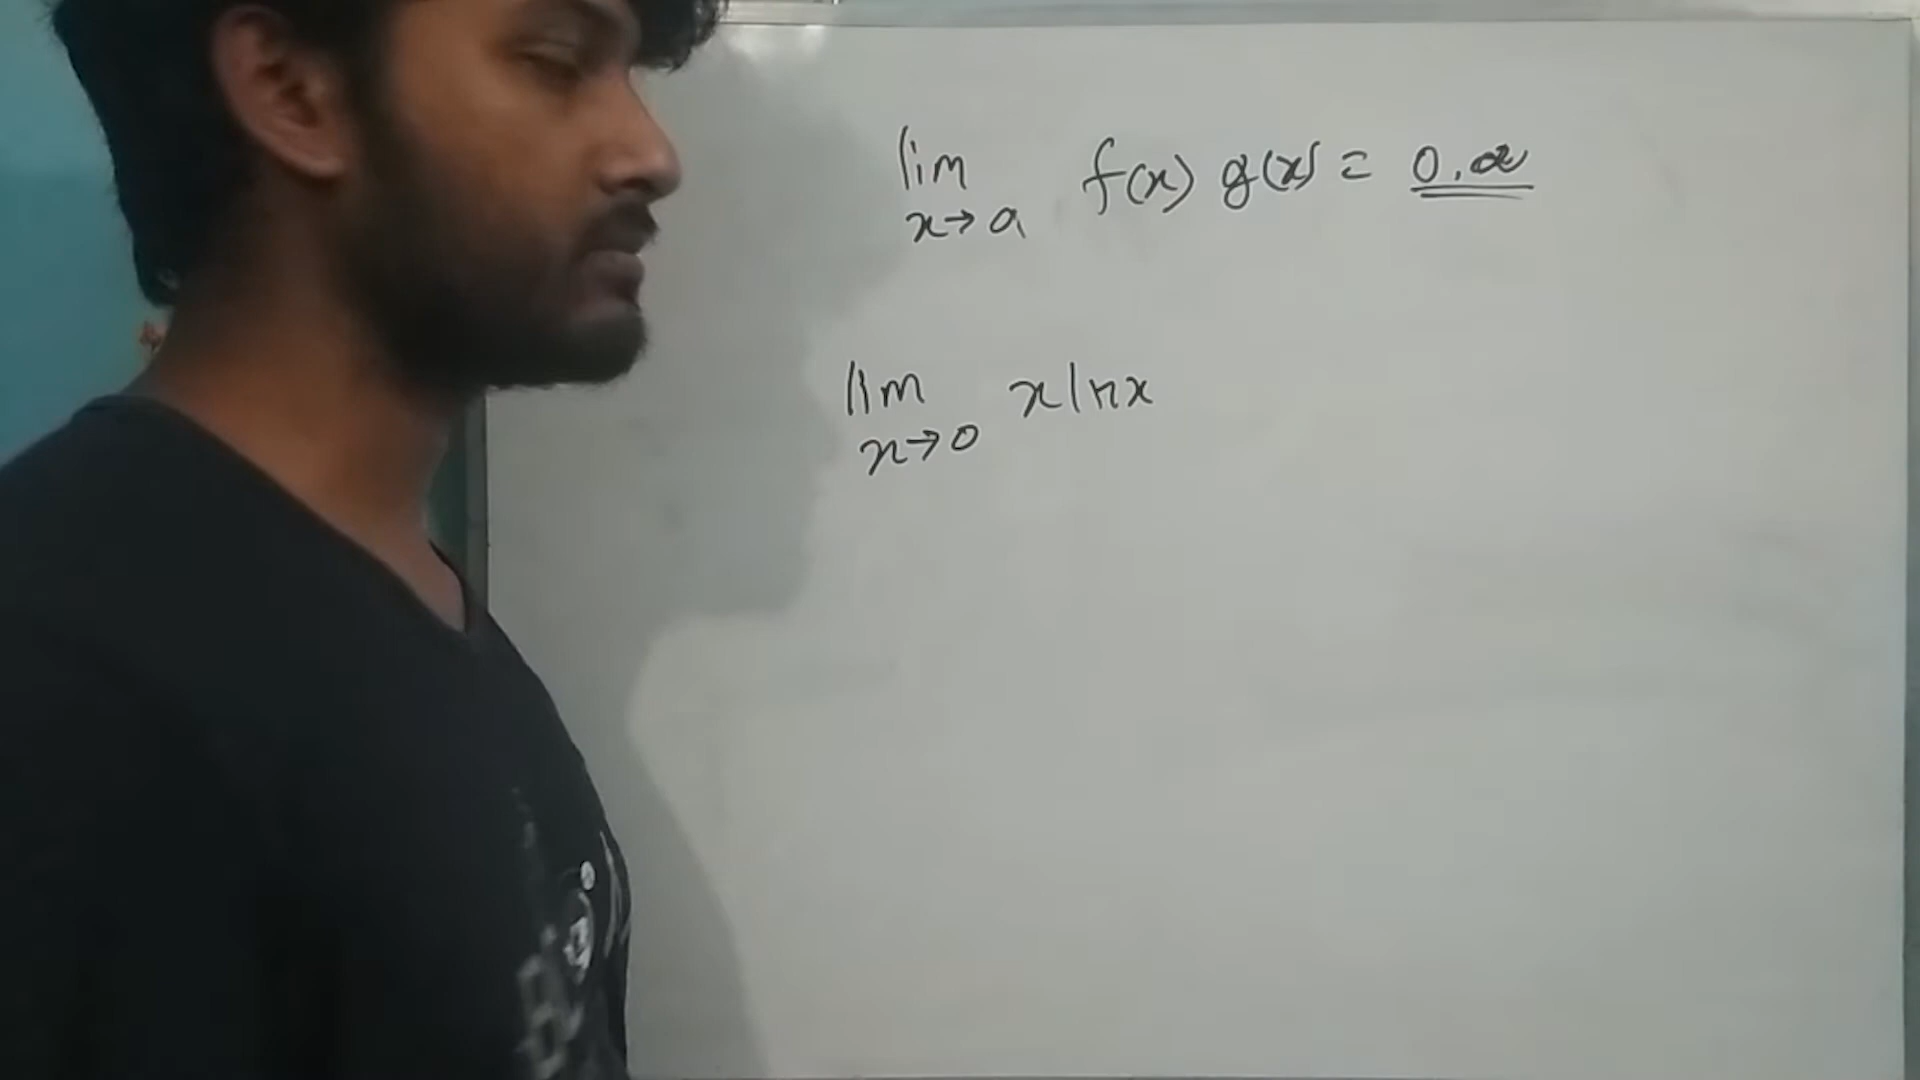 lim x→a f(x) g(x) = 0.∞
lim x→0 x ln x